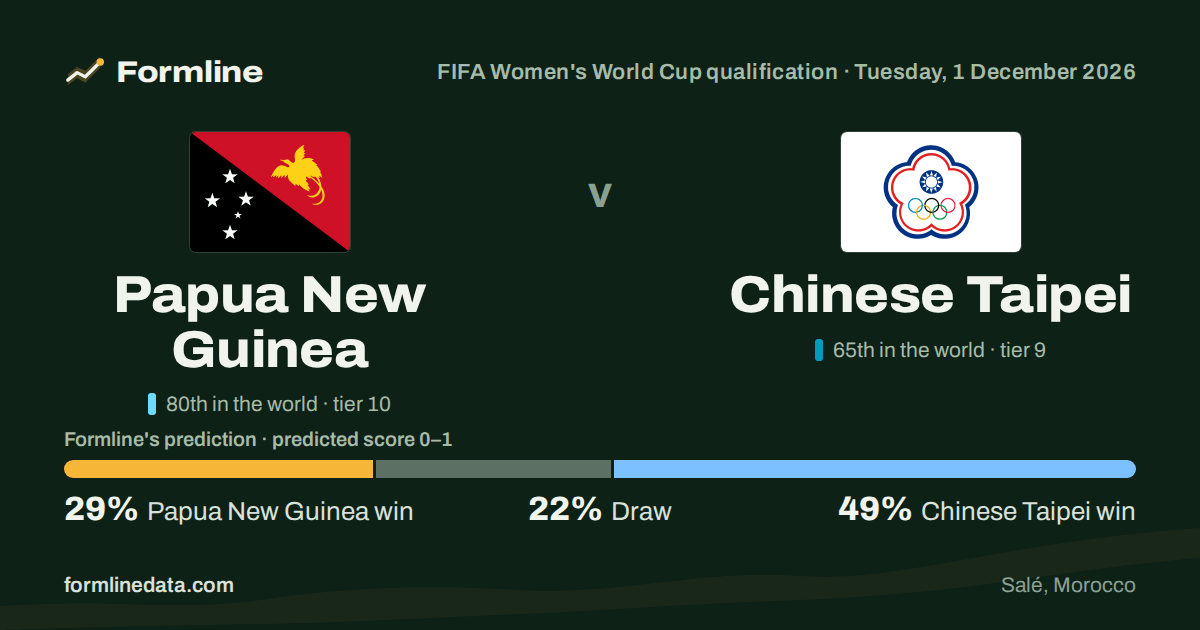 Formline
FIFA Women's World Cup qualification · Tuesday, 1 December 2026
v
Papua New
Guinea
80th in the world · tier 10
Chinese Taipei
65th in the world · tier 9
Formline's prediction · predicted score 0–1
29% Papua New Guinea win
22% Draw
49% Chinese Taipei win
formlinedata.com
Salé, Morocco